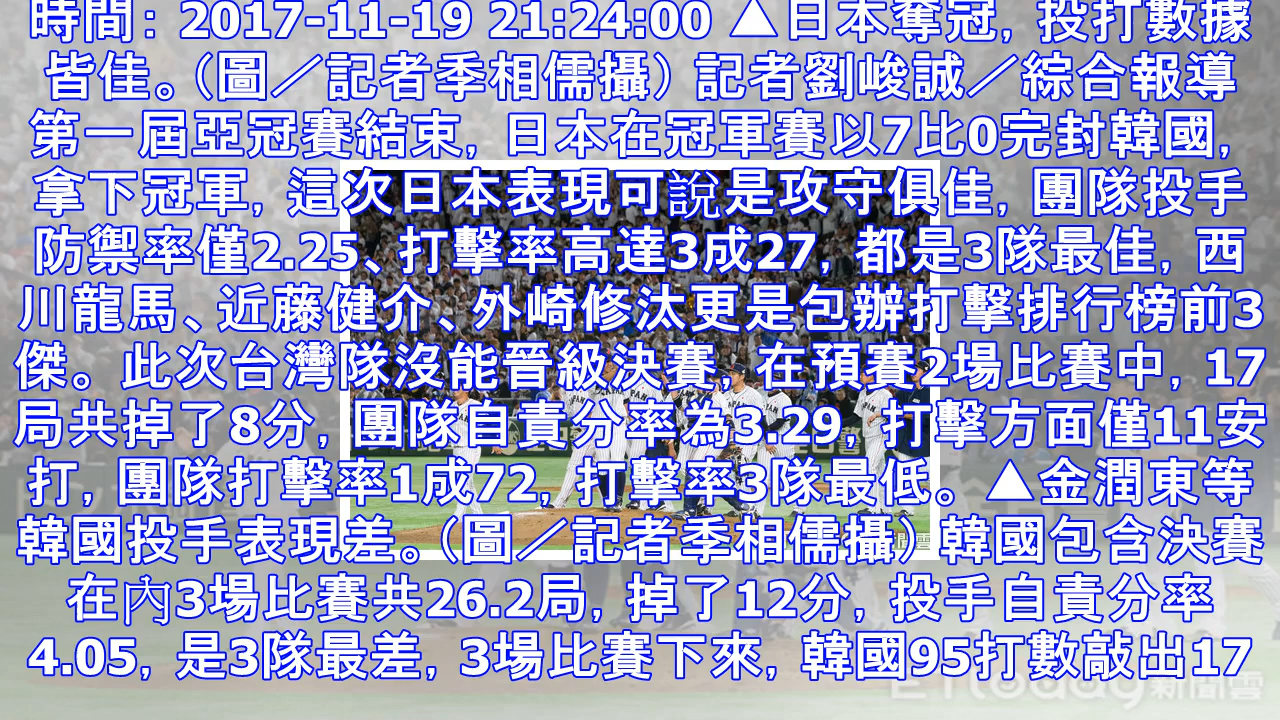 時間: 2017-11-19 21:24:00 ▲日本奪冠, 投打數據
皆佳。(圖／記者季相儒攝) 記者劉峻誠／綜合報導
第一屆亞冠賽結束, 日本在冠軍賽以7比0完封韓國,
拿下冠軍, 這次日本表現可說是攻守俱佳, 團隊投手
防禦率僅2.25、打擊率高達3成27, 都是3隊最佳, 西
川龍馬、近藤健介、外崎修汰更是包辦打擊排行榜前3
傑。此次台灣隊沒能晉級決賽, 在預賽2場比賽中, 17
局共掉了8分, 團隊自責分率為3.29, 打擊方面僅11安
打, 團隊打擊率1成72, 打擊率3隊最低。▲金潤東等
韓國投手表現差。(圖／記者季相儒攝) 韓國包含決賽
在內3場比賽共26.2局, 掉了12分, 投手自責分率
4.05, 是3隊最差, 3場比賽下來, 韓國95打數敲出17
ETtoday新聞雲